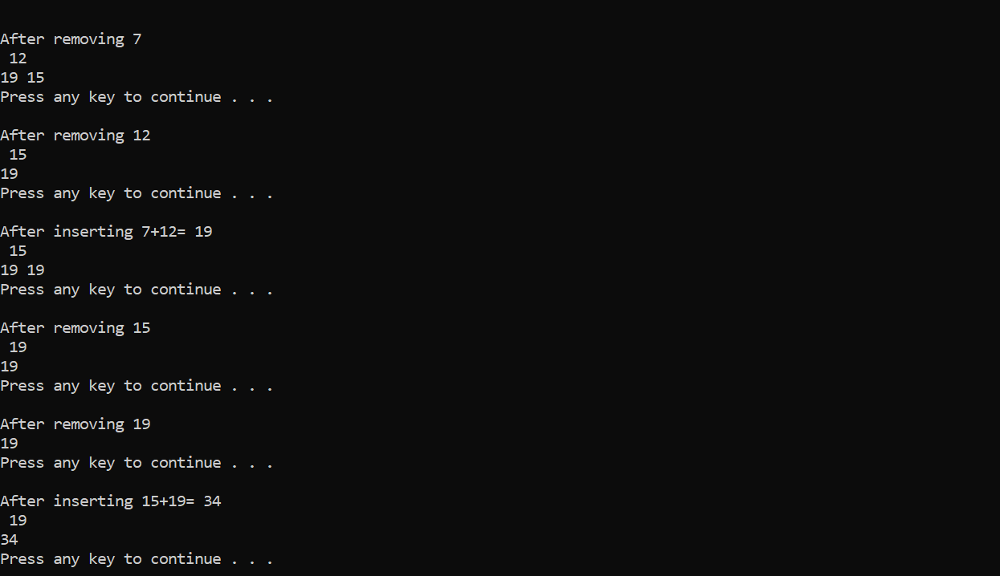 After removing 7
 12
19 15
Press any key to continue . . .
After removing 12
 15
19
Press any key to continue . . .
After inserting 7+12= 19
 15
19 19
Press any key to continue . . .
After removing 15
 19
19
Press any key to continue . . .
After removing 19
19
Press any key to continue . . .
After inserting 15+19= 34
 19
34
Press any key to continue . . .